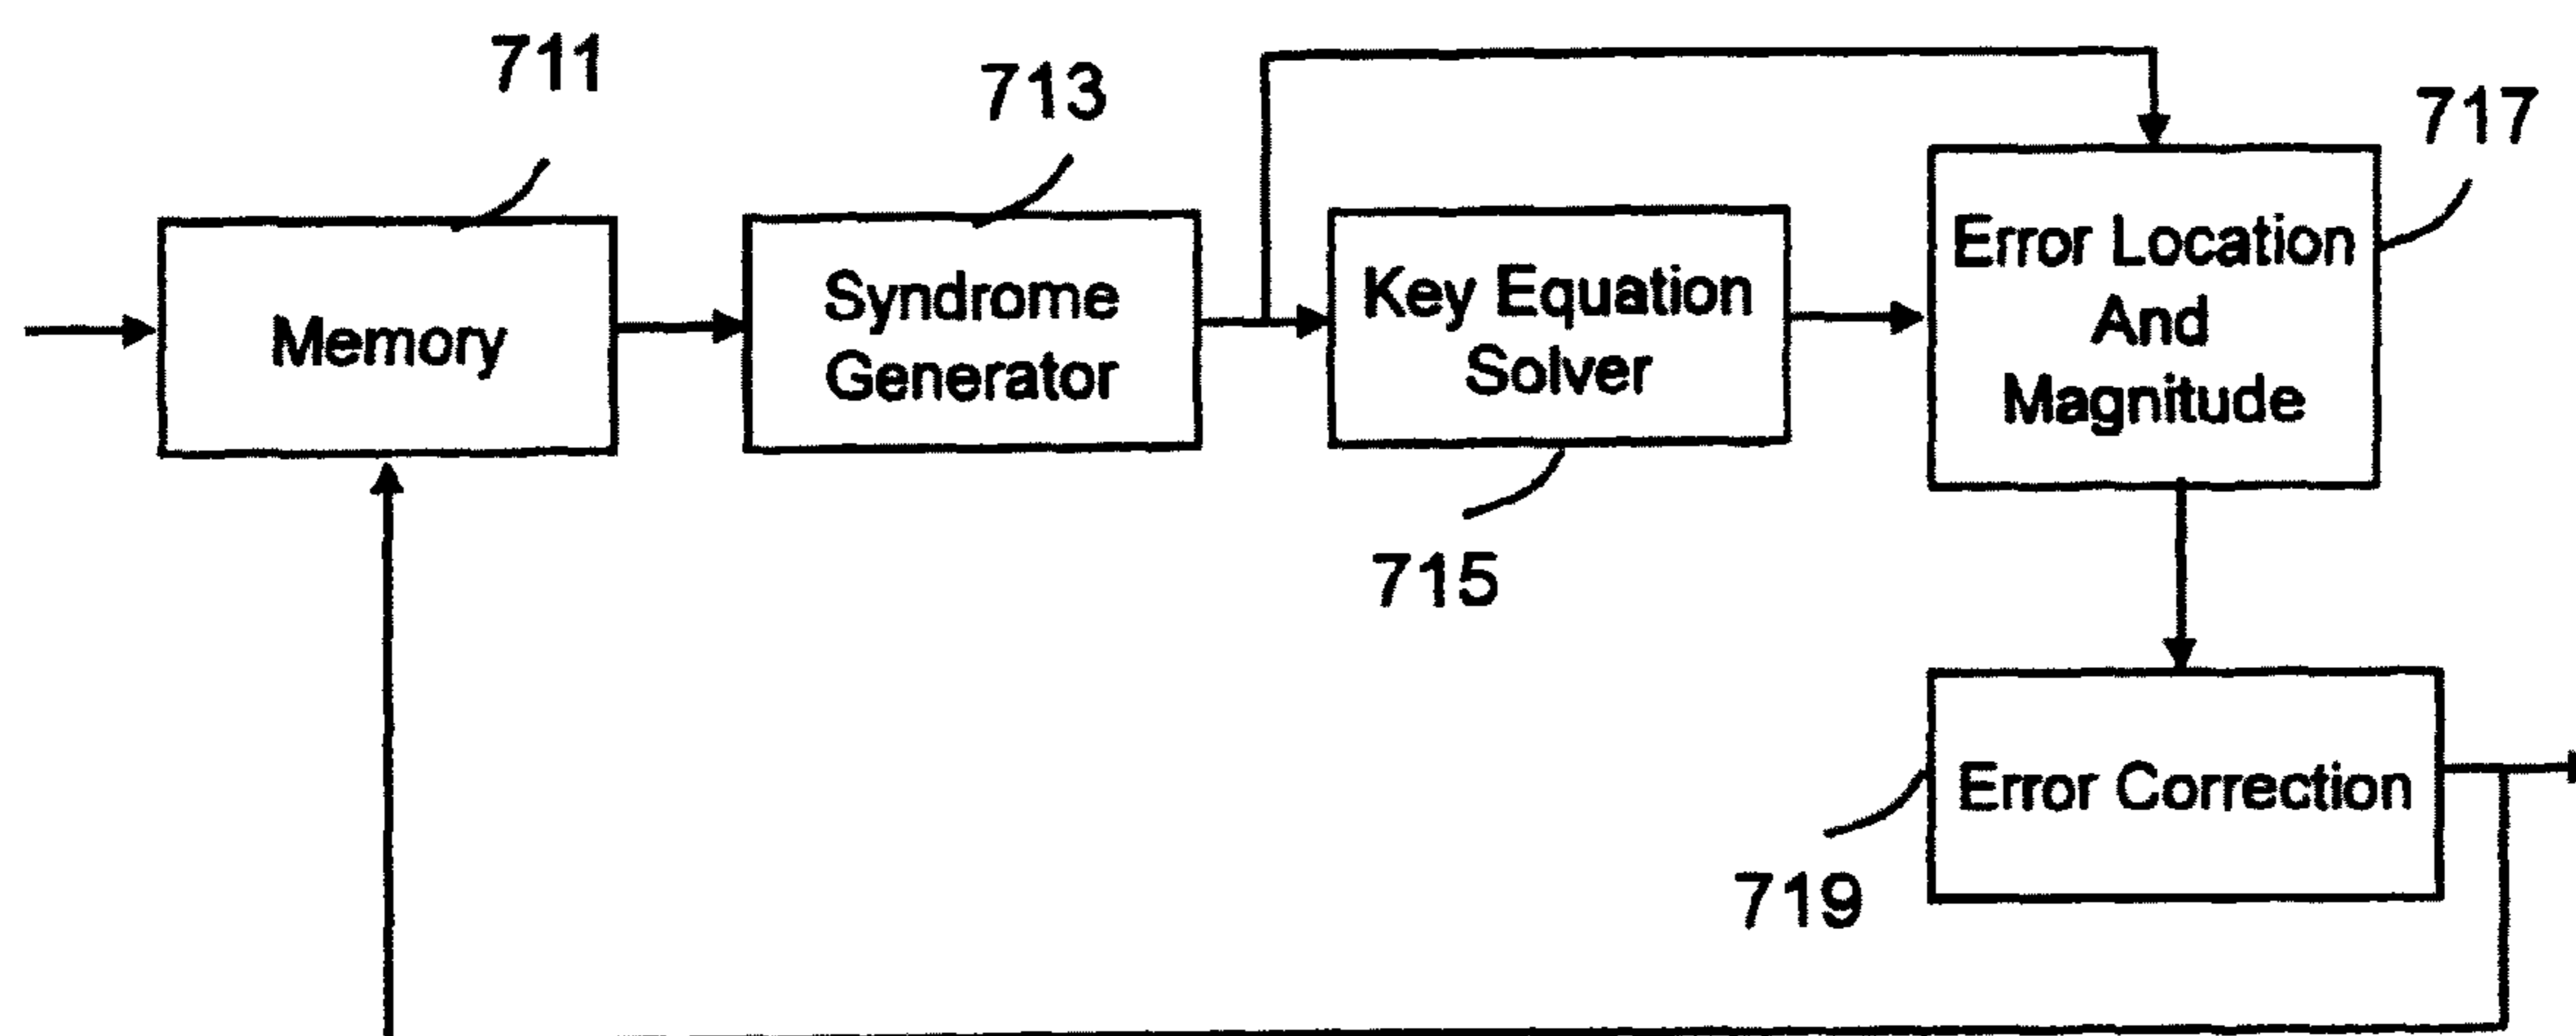 711
713
717
Memory
Syndrome
Generator
Key Equation
Solver
Error Location
And
Magnitude
715
Error Correction
719